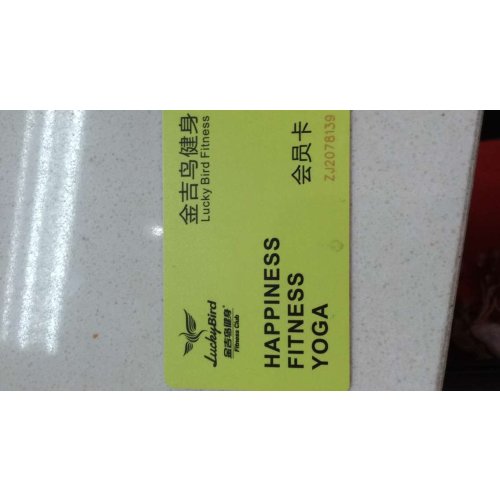 LuckyBird
金吉鸟健身
Fitness Club
金吉鸟健身
Lucky Bird Fitness
HAPPINESS
FITNESS
YOGA
会员卡
ZJ2078139